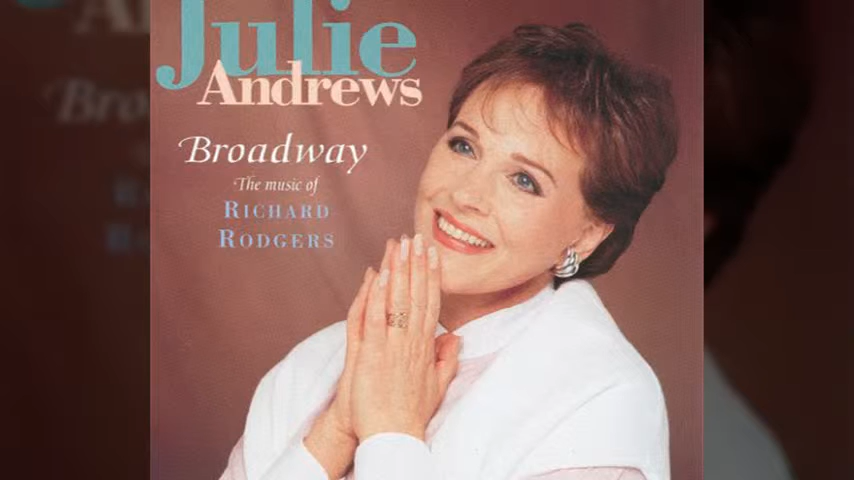 Julie
Andrews
Broadway
The music of
RICHARD
RODGERS